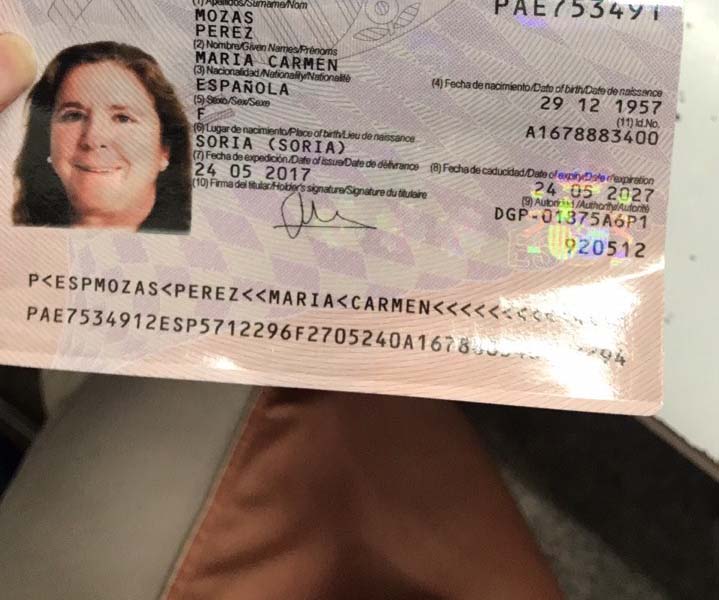 (1) Apellidos/Surname/Nom
PAE753491
MOZAS
PEREZ
(2) Nombre/Given Names/Prénoms
MARIA CARMEN
(3) Nacionalidad/Nationality/Nationalité
(4) Fecha de nacimiento/Date of birth/Date de naissance
ESPAÑOLA
29 12 1957
(5) Sexo/Sex/Sexe
(11) Id.No.
F
A1678883400
(6) Lugar de nacimiento/Place of birth/Lieu de naissance
SORIA (SORIA)
(7) Fecha de expedición/Date of issue/Date de délivrance
(8) Fecha de caducidad/Date of expiry/Date d'expiration
24 05 2017
24 05 2027
(10) Firma del titular/Holder's signature/Signature du titulaire
(9) Autoridad/Authority/Autorité
DGP-01375A6P1
920512
P<ESPMOZAS<PEREZ<<MARIA<CARMEN<<<<<<<<<
PAE7534912ESP5712296F2705240A1678